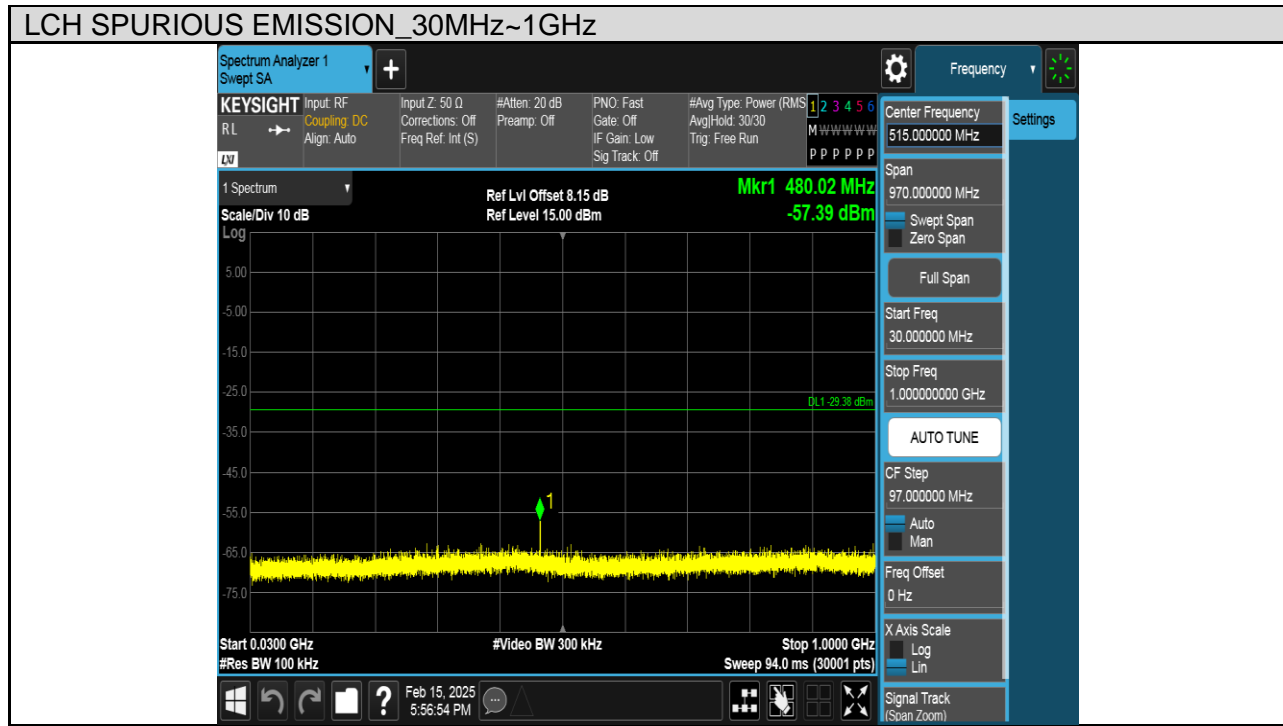 LCH SPURIOUS EMISSION_30MHz~1GHz
Spectrum Analyzer 1
Swept SA
+
Frequency
KEYSIGHT
RL
LXI
Input: RF
Coupling: DC
Align: Auto
Input Z: 50 Ω
Corrections: Off
Freq Ref: Int (S)
#Atten: 20 dB
Preamp: Off
PNO: Fast
Gate: Off
IF Gain: Low
Sig Track: Off
#Avg Type: Power (RMS
Avg|Hold: 30/30
Trig: Free Run
1 2 3 4 5 6
M W W W W W
P P P P P P
1 Spectrum
Scale/Div 10 dB
Ref Lvl Offset 8.15 dB
Ref Level 15.00 dBm
Mkr1 480.02 MHz
-57.39 dBm
Log
5.00
-5.00
-15.0
-25.0
DL1 -29.38 dBm
-35.0
-45.0
1
-55.0
-65.0
-75.0
Start 0.0300 GHz
#Res BW 100 kHz
#Video BW 300 kHz
Stop 1.0000 GHz
Sweep 94.0 ms (30001 pts)
?
Feb 15, 2025
5:56:54 PM
Center Frequency
515.000000 MHz
Span
970.000000 MHz
Swept Span
Zero Span
Full Span
Start Freq
30.000000 MHz
Stop Freq
1.000000000 GHz
AUTO TUNE
CF Step
97.000000 MHz
Auto
Man
Freq Offset
0 Hz
X Axis Scale
Log
Lin
Signal Track
(Span Zoom)
Settings